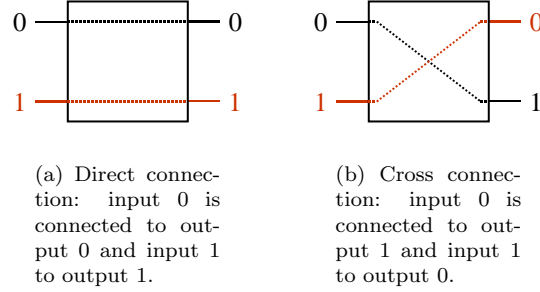 0 0
1 1
(a) Direct connec-
tion: input 0 is
connected to out-
put 0 and input 1
to output 1.
0 0
1 1
(b) Cross connec-
tion: input 0 is
connected to output
1 and input 1
to output 0.